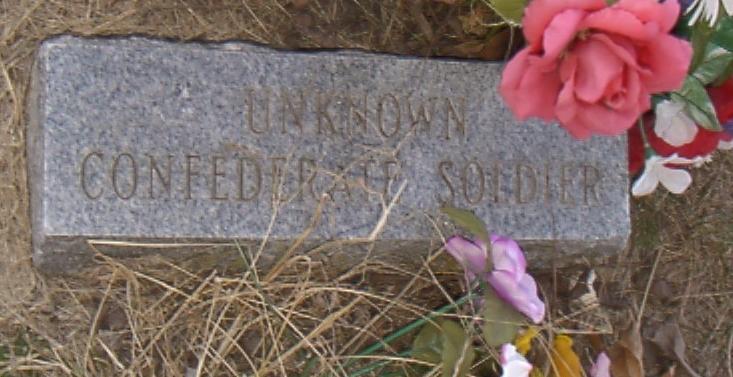 UNKNOWN
CONFEDERATE SOLDIER